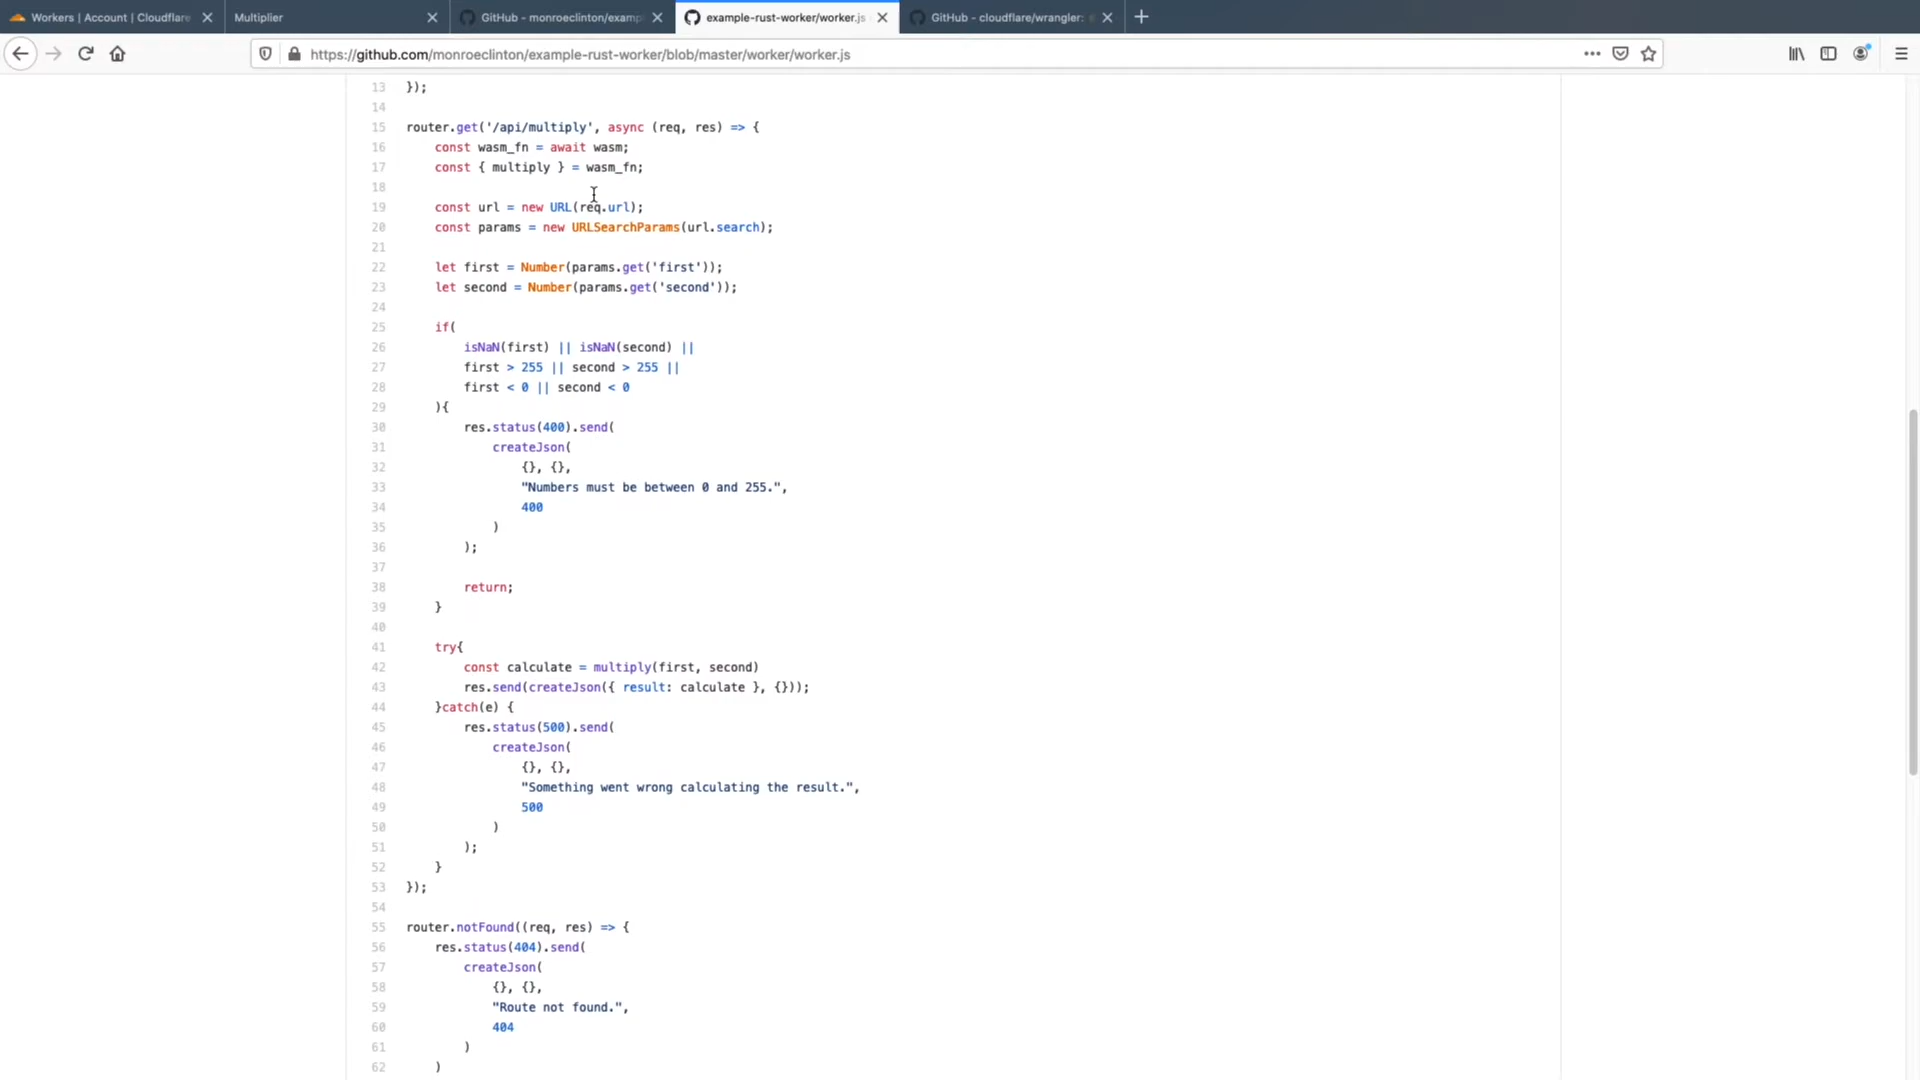 Workers | Account | Cloudflare
Multiplier
GitHub - monroeclinton/examp
example-rust-worker/worker.js
GitHub - cloudflare/wrangler:
https://github.com/monroeclinton/example-rust-worker/blob/master/worker/worker.js
13 });
14
15 router.get('/api/multiply', async (req, res) => {
16 const wasm_fn = await wasm;
17 const { multiply } = wasm_fn;
18
19 const url = new URL(req.url);
20 const params = new URLSearchParams(url.search);
21
22 let first = Number(params.get('first'));
23 let second = Number(params.get('second'));
24
25 if(
26 isNaN(first) || isNaN(second) ||
27 first > 255 || second > 255 ||
28 first < 0 || second < 0
29 ){
30 res.status(400).send(
31 createJson(
32 {}, {},
33 "Numbers must be between 0 and 255.",
34 400
35 )
36 );
37
38 return;
39 }
40
41 try{
42 const calculate = multiply(first, second)
43 res.send(createJson({ result: calculate }, {}));
44 }catch(e) {
45 res.status(500).send(
46 createJson(
47 {}, {},
48 "Something went wrong calculating the result.",
49 500
50 )
51 );
52 }
53 });
54
55 router.notFound((req, res) => {
56 res.status(404).send(
57 createJson(
58 {}, {},
59 "Route not found.",
60 404
61 )
62 )